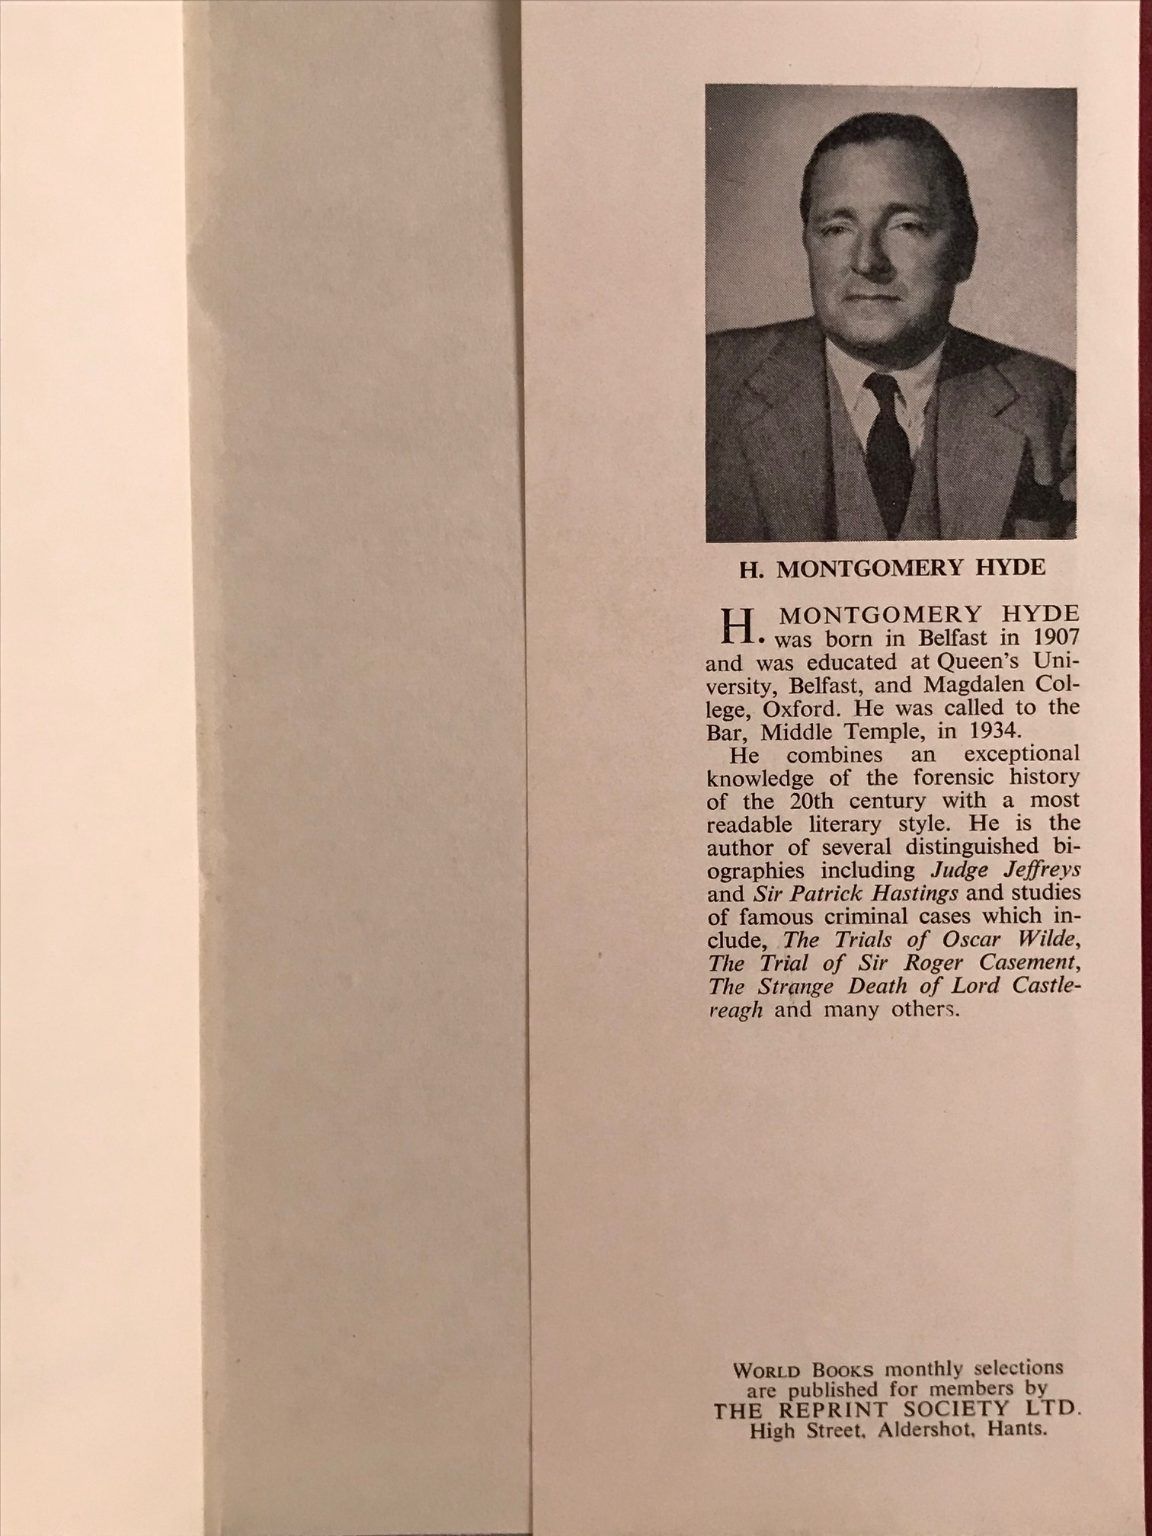 H. MONTGOMERY HYDE
H. MONTGOMERY HYDE
was born in Belfast in 1907
and was educated at Queen's Uni-
versity, Belfast, and Magdalen Col-
lege, Oxford. He was called to the
Bar, Middle Temple, in 1934.
He combines an exceptional
knowledge of the forensic history
of the 20th century with a most
readable literary style. He is the
author of several distinguished bi-
ographies including Judge Jeffreys
and Sir Patrick Hastings and studies
of famous criminal cases which in-
clude, The Trials of Oscar Wilde,
The Trial of Sir Roger Casement,
The Strange Death of Lord Castle-
reagh and many others.
WORLD BOOKS monthly selections
are published for members by
THE REPRINT SOCIETY LTD.
High Street, Aldershot, Hants.